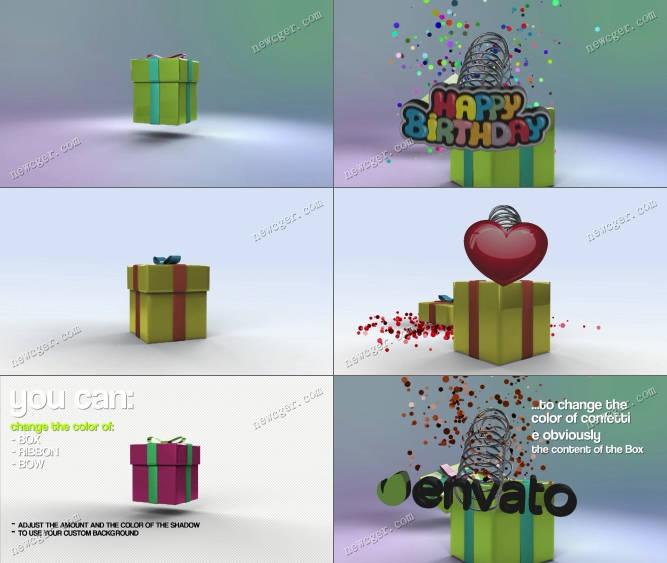 newcger.com
newcger.com
newcger.com
newcger.com
HAPPY
BIRTHDAY
newcger.com
newcger.com
newcger.com
newcger.com
you can:
change the color of:
- BOX
- RIBBON
- BOW
newcger.com
newcger.com
- ADJUST THE AMOUNT AND THE COLOR OF THE SHADOW
- TO USE YOUR CUSTOM BACKGROUND
newcger.com
...to change the
color of confetti
e obviously
the content of the Box
envato
newcger.com